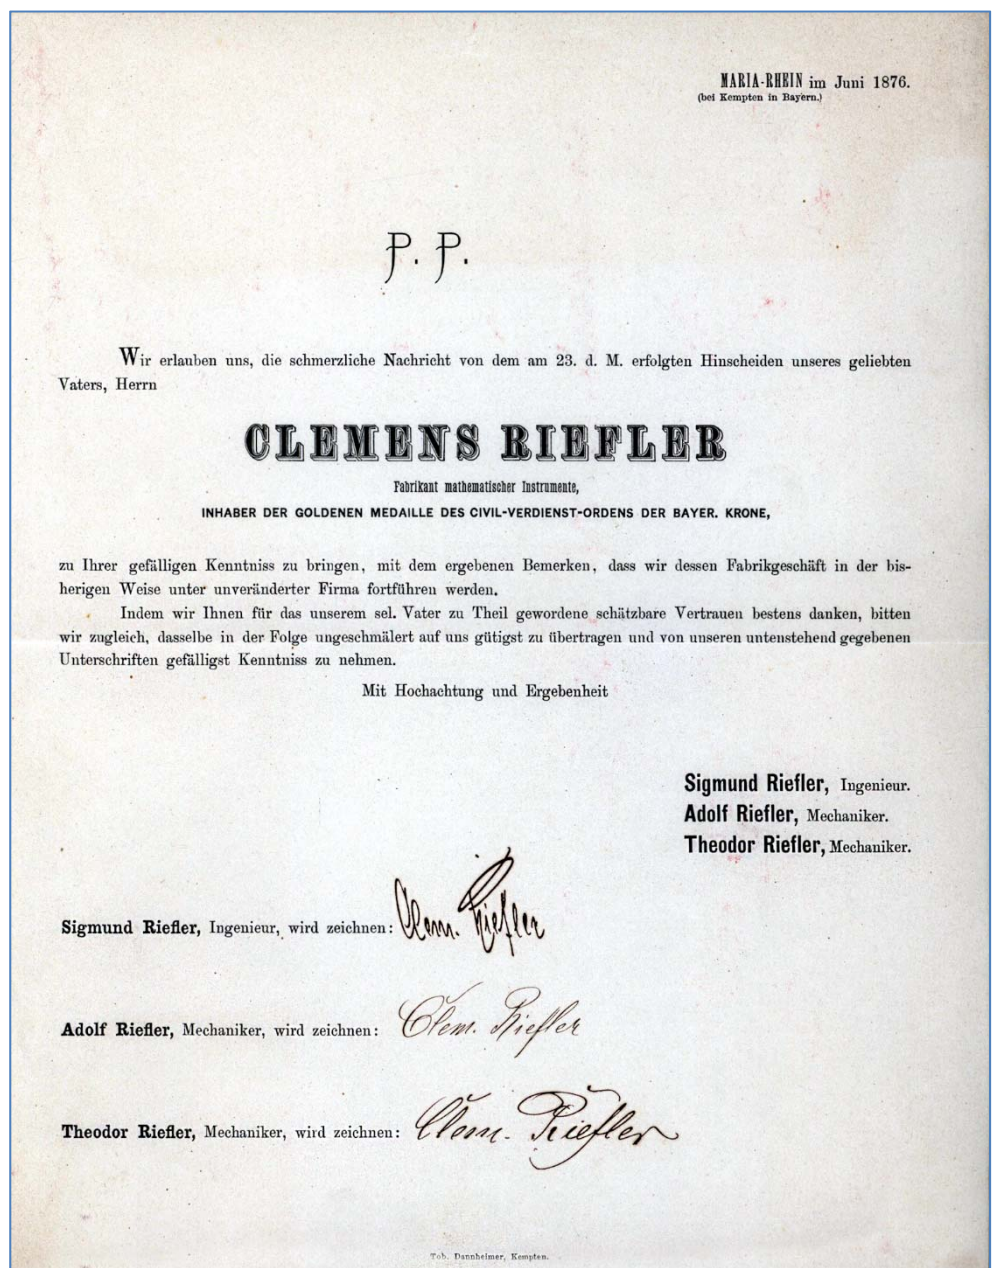 MARIA-RHEIN im Juni 1876.
(bei Kempten in Bayern.)
P. P.
Wir erlauben uns, die schmerzliche Nachricht von dem am 23. d. M. erfolgten Hinscheiden unseres geliebten
Vaters, Herrn
CLEMENS RIEFLER
Fabrikant mathematischer Instrumente,
INHABER DER GOLDENEN MEDAILLE DES CIVIL-VERDIENST-ORDENS DER BAYER. KRONE,
zu Ihrer gefälligen Kenntniss zu bringen, mit dem ergebenen Bemerken, dass wir dessen Fabrikgeschäft in der bis-
herigen Weise unter unveränderter Firma fortführen werden.
Indem wir Ihnen für das unserem sel. Vater zu Theil gewordene schätzbare Vertrauen bestens danken, bitten
wir zugleich, dasselbe in der Folge ungeschmälert auf uns gütigst zu übertragen und von unseren untenstehend gegebenen
Unterschriften gefälligst Kenntniss zu nehmen.
Mit Hochachtung und Ergebenheit
Sigmund Riefler, Ingenieur.
Adolf Riefler, Mechaniker.
Theodor Riefler, Mechaniker.
Sigmund Riefler, Ingenieur, wird zeichnen: Clem. Riefler
Adolf Riefler, Mechaniker, wird zeichnen: Clem. Riefler
Theodor Riefler, Mechaniker, wird zeichnen: Clem. Riefler
Tob. Dannheimer, Kempten.